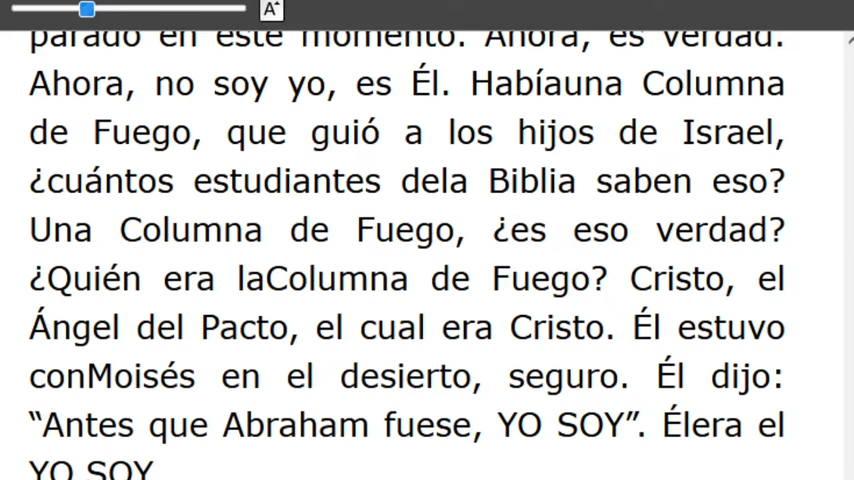 A
parado en este momento. Ahora, es verdad.
Ahora, no soy yo, es Él. Habíauna Columna
de Fuego, que guió a los hijos de Israel,
¿cuántos estudiantes dela Biblia saben eso?
Una Columna de Fuego, ¿es eso verdad?
¿Quién era laColumna de Fuego? Cristo, el
Ángel del Pacto, el cual era Cristo. Él estuvo
conMoisés en el desierto, seguro. Él dijo:
“Antes que Abraham fuese, YO SOY”. Élera el
YO SOY